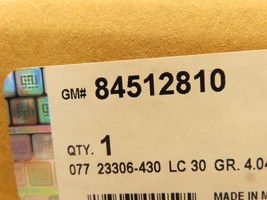 GM# 84512810
QTY. 1
077 23306-430 LC 30 GR. 4.04
MADE IN M